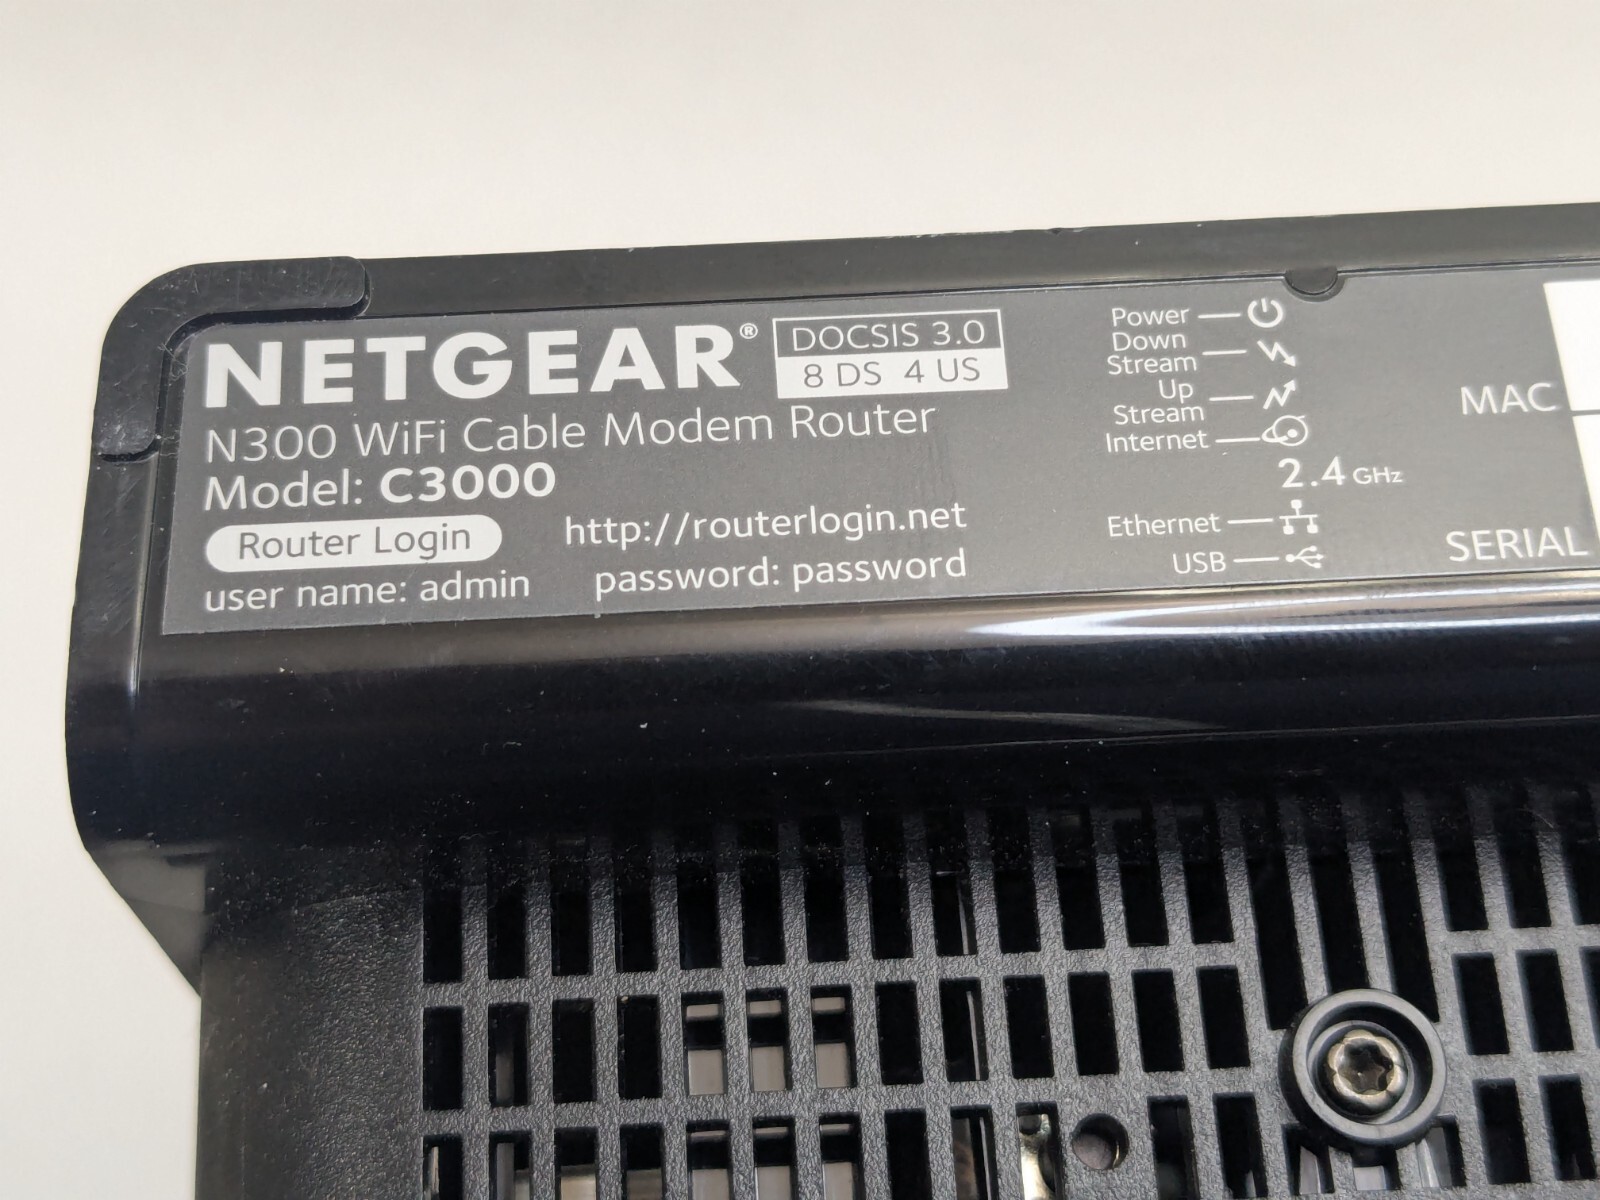 NETGEAR®
DOCSIS 3.0
8 DS 4 US
N300 WiFi Cable Modem Router
Model: C3000
Router Login http://routerlogin.net
user name: admin password: password
Power
Down
Stream
Up
Stream
Internet
2.4 GHz
Ethernet
USB
MAC
SERIAL